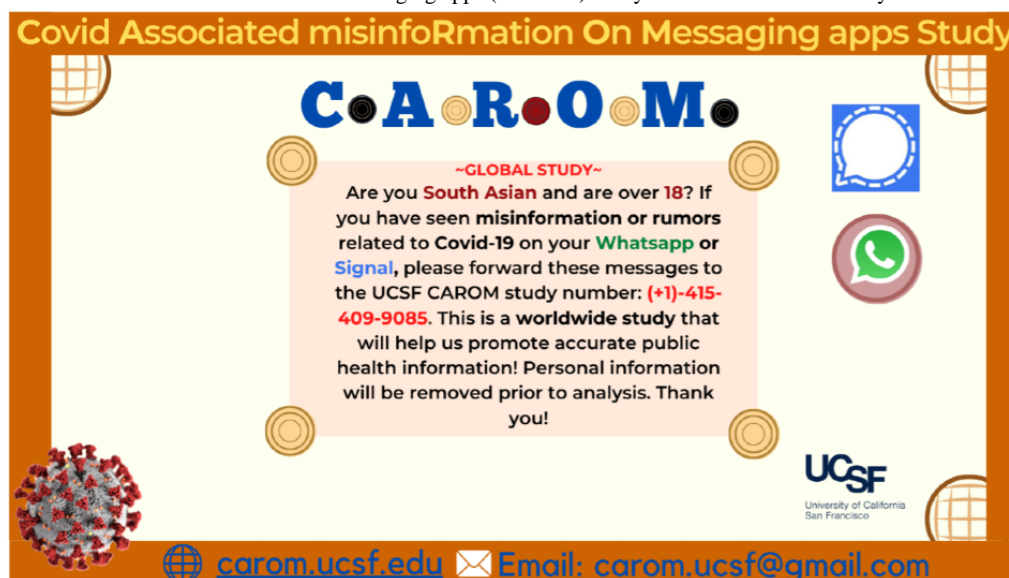 Covid Associated misinfoRmation On Messaging apps Study
C•A•R•O•M•
~GLOBAL STUDY~
Are you South Asian and are over 18? If
you have seen misinformation or rumors
related to Covid-19 on your Whatsapp or
Signal, please forward these messages to
the UCSF CAROM study number: (+1)-415-
409-9085. This is a worldwide study that
will help us promote accurate public
health information! Personal information
will be removed prior to analysis. Thank
you!
UCSF
University of California
San Francisco
carom.ucsf.edu Email: carom.ucsf@gmail.com